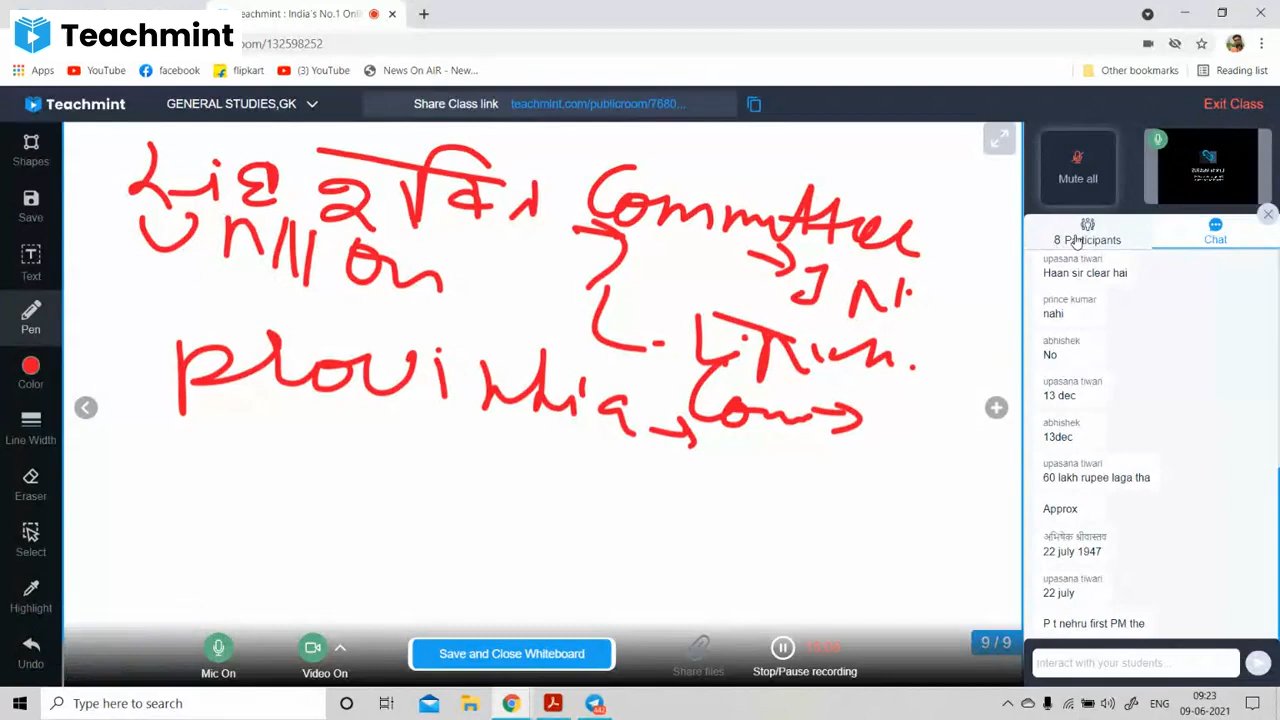 Teachmint : India's No.1 Onl
Teachmint
oom/132598252
Apps
YouTube
facebook
flipkart
(3) YouTube
News On AIR - New...
Other bookmarks
Reading list
Teachmint
GENERAL STUDIES,GK
Share Class link
teachmint.com/publicroom/7680...
Exit Class
Shapes
Save
Text
Pen
Color
Line Width
Eraser
Select
Highlight
Undo
Committee
Mute all
8 Participants
Chat
upasana tiwari
Haan sir clear hai
prince kumar
nahi
abhishek
No
upasana tiwari
13 dec
abhishek
13dec
upasana tiwari
60 lakh rupee laga tha
Approx
अभिषेक श्रीवास्तव
22 july 1947
upasana tiwari
22 july
P t nehru first PM the
Interact with your students...
Mic On
Video On
Save and Close Whiteboard
Share files
Stop/Pause recording
9/9
Type here to search
442
ENG
09:23
09-06-2021